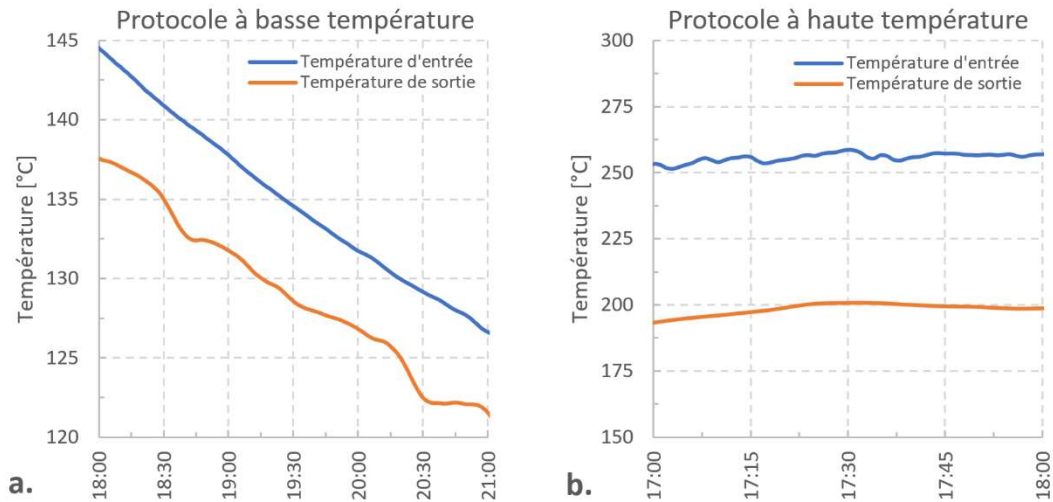 Protocole à basse température
Température [°C]
145
140
135
130
125
120
Température d'entrée
Température de sortie
18:00
18:30
19:00
19:30
20:00
20:30
21:00
a.
Protocole à haute température
Température [°C]
300
275
250
225
200
175
150
Température d'entrée
Température de sortie
17:00
17:15
17:30
17:45
18:00
b.